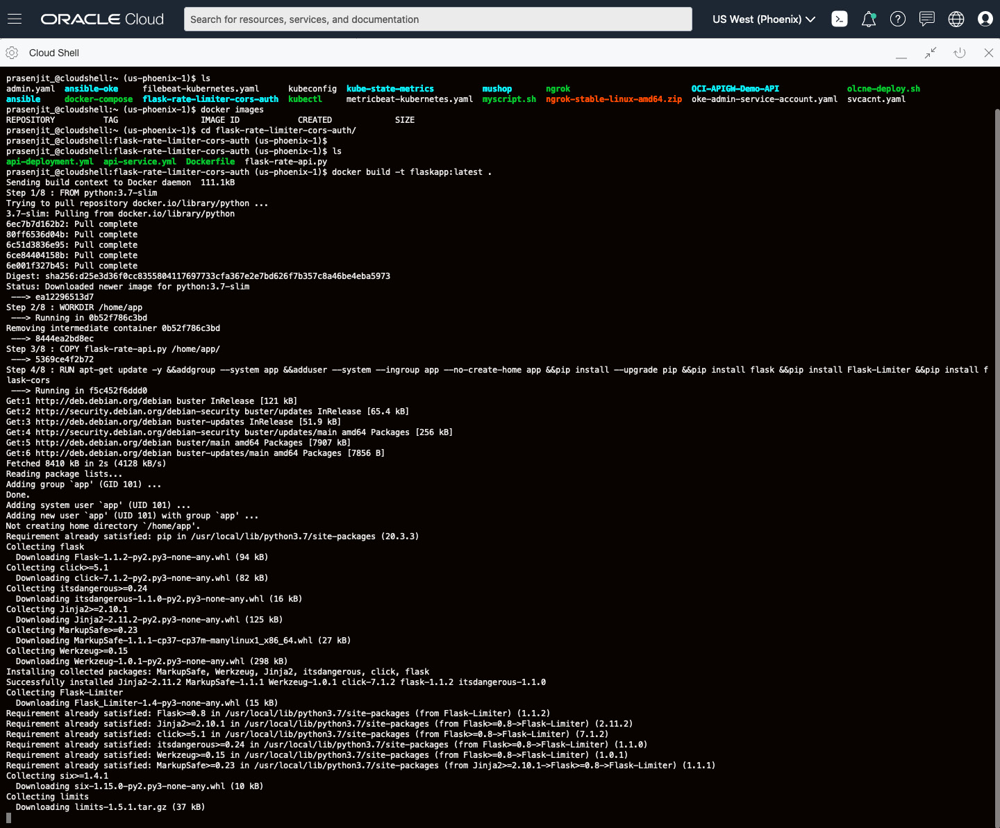 ORACLE Cloud
Search for resources, services, and documentation
US West (Phoenix)
Cloud Shell
prasenjit_@cloudshell:~ (us-phoenix-1)$ ls
admin.yaml  ansible-oke     filebeat-kubernetes.yaml      kubeconfig  kube-state-metrics          mushop       ngrok                         OCI-APIGW-Demo-API              olcne-deploy.sh
ansible     docker-compose  flask-rate-limiter-cors-auth  kubectl     metricbeat-kubernetes.yaml  myscript.sh  ngrok-stable-linux-amd64.zip  oke-admin-service-account.yaml  svcacnt.yaml
prasenjit_@cloudshell:~ (us-phoenix-1)$ docker images
REPOSITORY          TAG                 IMAGE ID            CREATED             SIZE
prasenjit_@cloudshell:~ (us-phoenix-1)$ cd flask-rate-limiter-cors-auth/
prasenjit_@cloudshell:flask-rate-limiter-cors-auth (us-phoenix-1)$
prasenjit_@cloudshell:flask-rate-limiter-cors-auth (us-phoenix-1)$ ls
api-deployment.yml  api-service.yml  Dockerfile  flask-rate-api.py
prasenjit_@cloudshell:flask-rate-limiter-cors-auth (us-phoenix-1)$ docker build -t flaskapp:latest .
Sending build context to Docker daemon  111.1kB
Step 1/8 : FROM python:3.7-slim
Trying to pull repository docker.io/library/python ...
3.7-slim: Pulling from docker.io/library/python
6ec7b7d162b2: Pull complete
80ff6536d04b: Pull complete
6c51d3836e95: Pull complete
6ce84404158b: Pull complete
6e001f327b45: Pull complete
Digest: sha256:d25e3d36f0cc8355804117697733cfa367e2e7bd626f7b357c8a46be4eba5973
Status: Downloaded newer image for python:3.7-slim
 ---> ea12296513d7
Step 2/8 : WORKDIR /home/app
 ---> Running in 0b52f786c3bd
Removing intermediate container 0b52f786c3bd
 ---> 8444ea2bd8ec
Step 3/8 : COPY flask-rate-api.py /home/app/
 ---> 5369ce4f2b72
Step 4/8 : RUN apt-get update -y &&addgroup --system app &&adduser --system --ingroup app --no-create-home app &&pip install --upgrade pip &&pip install flask &&pip install Flask-Limiter &&pip install f
lask-cors
 ---> Running in f5c452f6ddd0
Get:1 http://deb.debian.org/debian buster InRelease [121 kB]
Get:2 http://security.debian.org/debian-security buster/updates InRelease [65.4 kB]
Get:3 http://deb.debian.org/debian buster-updates InRelease [51.9 kB]
Get:4 http://security.debian.org/debian-security buster/updates/main amd64 Packages [256 kB]
Get:5 http://deb.debian.org/debian buster/main amd64 Packages [7907 kB]
Get:6 http://deb.debian.org/debian buster-updates/main amd64 Packages [7856 B]
Fetched 8410 kB in 2s (4128 kB/s)
Reading package lists...
Adding group `app' (GID 101) ...
Done.
Adding system user `app' (UID 101) ...
Adding new user `app' (UID 101) with group `app' ...
Not creating home directory `/home/app'.
Requirement already satisfied: pip in /usr/local/lib/python3.7/site-packages (20.3.3)
Collecting flask
  Downloading Flask-1.1.2-py2.py3-none-any.whl (94 kB)
Collecting click>=5.1
  Downloading click-7.1.2-py2.py3-none-any.whl (82 kB)
Collecting itsdangerous>=0.24
  Downloading itsdangerous-1.1.0-py2.py3-none-any.whl (16 kB)
Collecting Jinja2>=2.10.1
  Downloading Jinja2-2.11.2-py2.py3-none-any.whl (125 kB)
Collecting MarkupSafe>=0.23
  Downloading MarkupSafe-1.1.1-cp37-cp37m-manylinux1_x86_64.whl (27 kB)
Collecting Werkzeug>=0.15
  Downloading Werkzeug-1.0.1-py2.py3-none-any.whl (298 kB)
Installing collected packages: MarkupSafe, Werkzeug, Jinja2, itsdangerous, click, flask
Successfully installed Jinja2-2.11.2 MarkupSafe-1.1.1 Werkzeug-1.0.1 click-7.1.2 flask-1.1.2 itsdangerous-1.1.0
Collecting Flask-Limiter
  Downloading Flask_Limiter-1.4-py3-none-any.whl (15 kB)
Requirement already satisfied: Flask>=0.8 in /usr/local/lib/python3.7/site-packages (from Flask-Limiter) (1.1.2)
Requirement already satisfied: Jinja2>=2.10.1 in /usr/local/lib/python3.7/site-packages (from Flask>=0.8->Flask-Limiter) (2.11.2)
Requirement already satisfied: click>=5.1 in /usr/local/lib/python3.7/site-packages (from Flask>=0.8->Flask-Limiter) (7.1.2)
Requirement already satisfied: itsdangerous>=0.24 in /usr/local/lib/python3.7/site-packages (from Flask>=0.8->Flask-Limiter) (1.1.0)
Requirement already satisfied: Werkzeug>=0.15 in /usr/local/lib/python3.7/site-packages (from Flask>=0.8->Flask-Limiter) (1.0.1)
Requirement already satisfied: MarkupSafe>=0.23 in /usr/local/lib/python3.7/site-packages (from Jinja2>=2.10.1->Flask>=0.8->Flask-Limiter) (1.1.1)
Collecting six>=1.4.1
  Downloading six-1.15.0-py2.py3-none-any.whl (10 kB)
Collecting limits
  Downloading limits-1.5.1.tar.gz (37 kB)